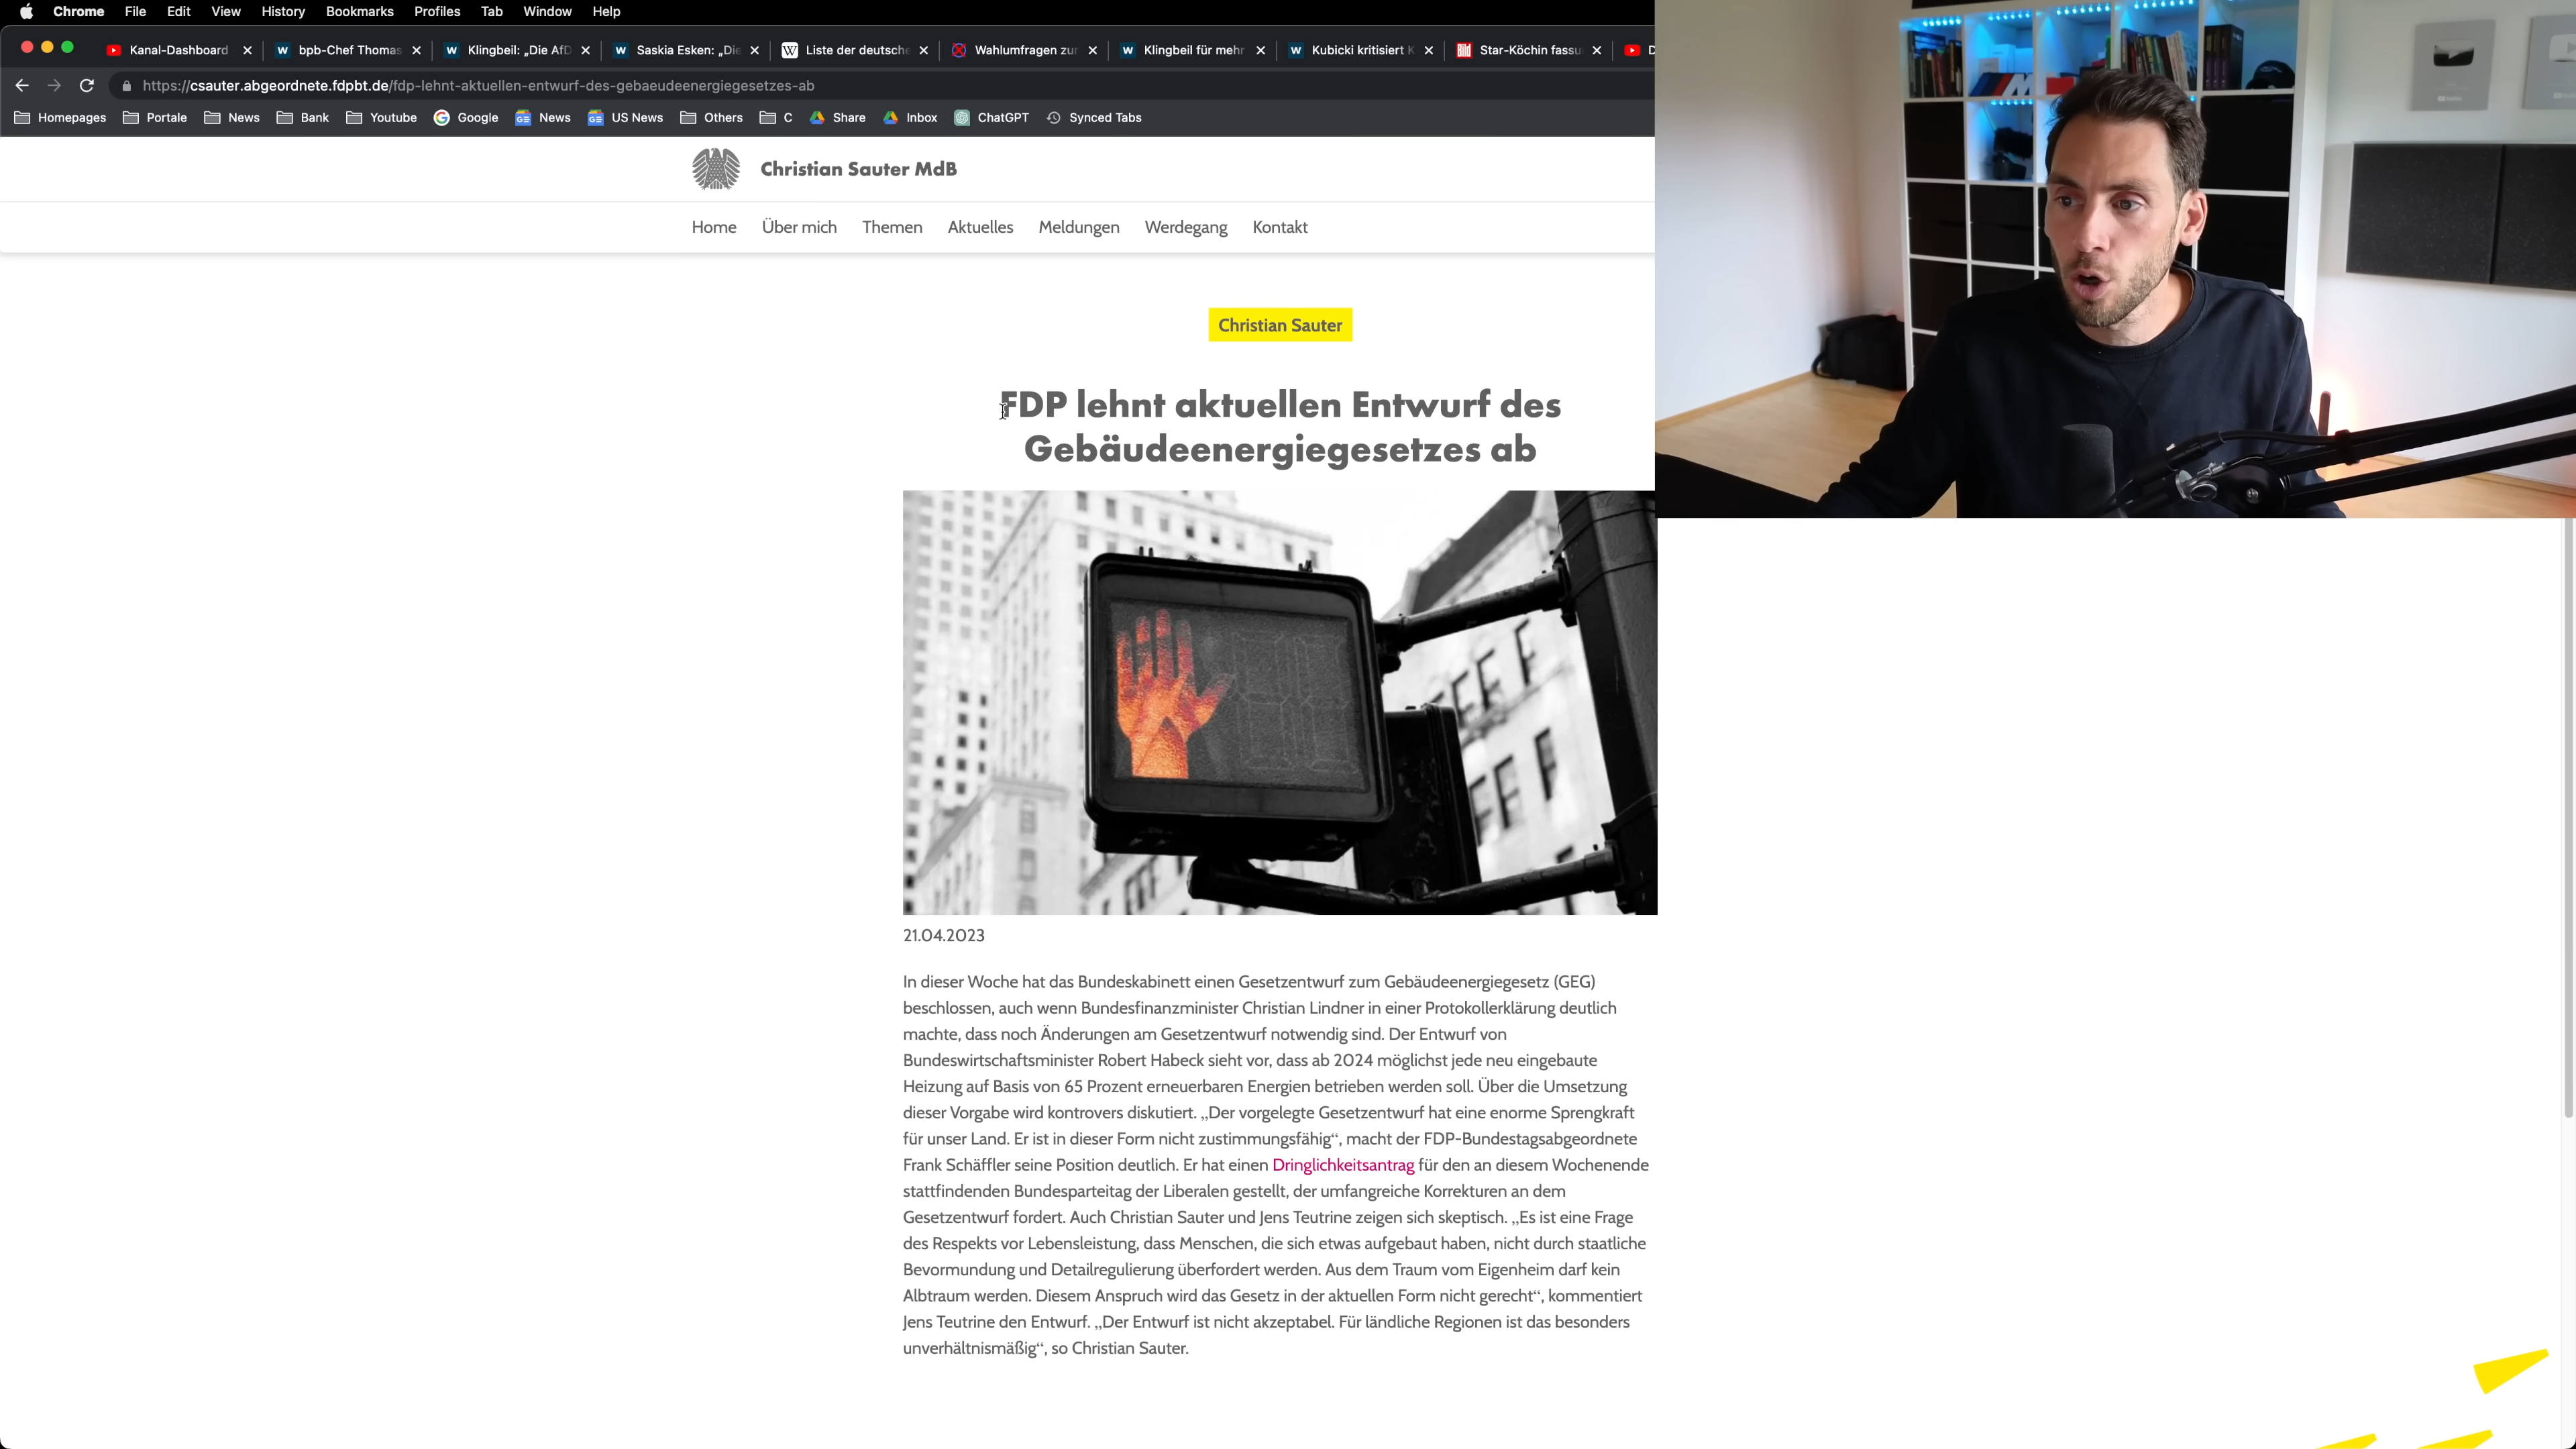 Chrome File Edit View History Bookmarks Profiles Tab Window Help
Kanal-Dashboard bpb-Chef Thomas Klingbeil: „Die AfD Saskia Esken: „Die Liste der deutsche Wahlumfragen zur Klingbeil für mehr Kubicki kritisiert Star-Köchin
https://csauter.abgeordnete.fdpbt.de/fdp-lehnt-aktuellen-entwurf-des-gebaeudeenergiegesetzes-ab
Homepages Portale News Bank Youtube Google News US News Others C Share Inbox ChatGPT Synced Tabs
Christian Sauter MdB
Home Über mich Themen Aktuelles Meldungen Werdegang Kontakt
Christian Sauter
FDP lehnt aktuellen Entwurf des
Gebäudeenergiegesetzes ab
21.04.2023
In dieser Woche hat das Bundeskabinett einen Gesetzentwurf zum Gebäudeenergiegesetz (GEG)
beschlossen, auch wenn Bundesfinanzminister Christian Lindner in einer Protokollerklärung deutlich
machte, dass noch Änderungen am Gesetzentwurf notwendig sind. Der Entwurf von
Bundeswirtschaftsminister Robert Habeck sieht vor, dass ab 2024 möglichst jede neu eingebaute
Heizung auf Basis von 65 Prozent erneuerbaren Energien betrieben werden soll. Über die Umsetzung
dieser Vorgabe wird kontrovers diskutiert. „Der vorgelegte Gesetzentwurf hat eine enorme Sprengkraft
für unser Land. Er ist in dieser Form nicht zustimmungsfähig“, macht der FDP-Bundestagsabgeordnete
Frank Schäffler seine Position deutlich. Er hat einen Dringlichkeitsantrag für den an diesem Wochenende
stattfindenden Bundesparteitag der Liberalen gestellt, der umfangreiche Korrekturen an dem
Gesetzentwurf fordert. Auch Christian Sauter und Jens Teutrine zeigen sich skeptisch. „Es ist eine Frage
des Respekts vor Lebensleistung, dass Menschen, die sich etwas aufgebaut haben, nicht durch staatliche
Bevormundung und Detailregulierung überfordert werden. Aus dem Traum vom Eigenheim darf kein
Albtraum werden. Diesem Anspruch wird das Gesetz in der aktuellen Form nicht gerecht“, kommentiert
Jens Teutrine den Entwurf. „Der Entwurf ist nicht akzeptabel. Für ländliche Regionen ist das besonders
unverhältnismäßig“, so Christian Sauter.